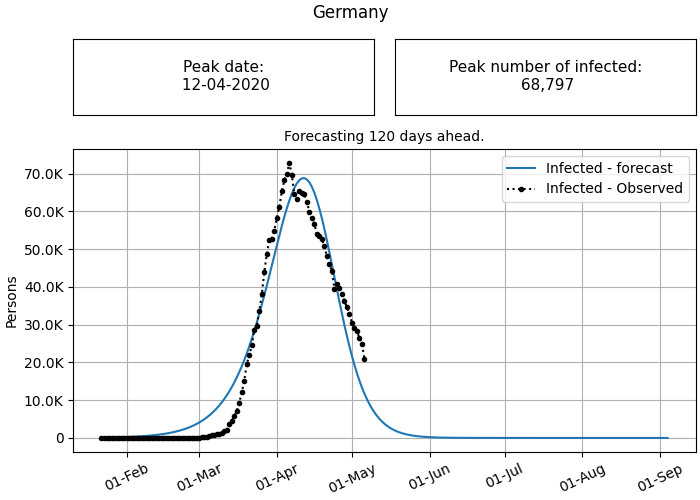 Germany
Peak date:
12-04-2020
Peak number of infected:
68,797
Forecasting 120 days ahead.
Infected - forecast
Infected - Observed
70.0K
60.0K
50.0K
40.0K
30.0K
20.0K
10.0K
0
Persons
01-Feb
01-Mar
01-Apr
01-May
01-Jun
01-Jul
01-Aug
01-Sep